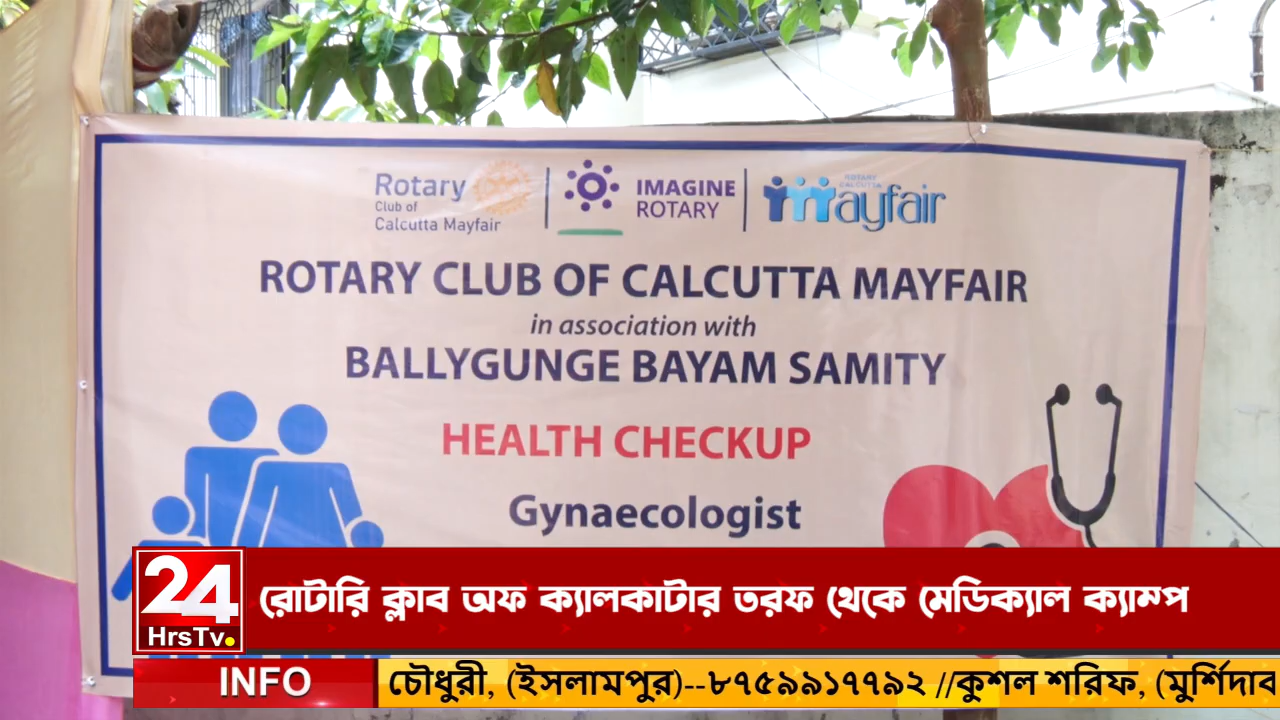 Rotary
Club of
Calcutta Mayfair
IMAGINE
ROTARY
ROTARY
CALCUTTA
Mayfair
ROTARY CLUB OF CALCUTTA MAYFAIR
in association with
BALLYGUNGE BAYAM SAMITY
HEALTH CHECKUP
Gynaecologist
24
HrsTv.
রোটারি ক্লাব অফ ক্যালকাটার তরফ থেকে মেডিক্যাল ক্যাম্প
INFO
চৌধুরী, (ইসলামপুর)--৮৭৫৯৯১৭৭৯২ //কুশল শরিফ, (মুর্শিদাব